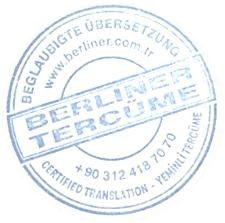 BEGLAUBIGTE ÜBERSETZUNG
www.berliner.com.tr
BERLINER
TERCÜME
+90 312 418 70 70
CERTIFIED TRANSLATION - YEMİNLİ TERCÜME